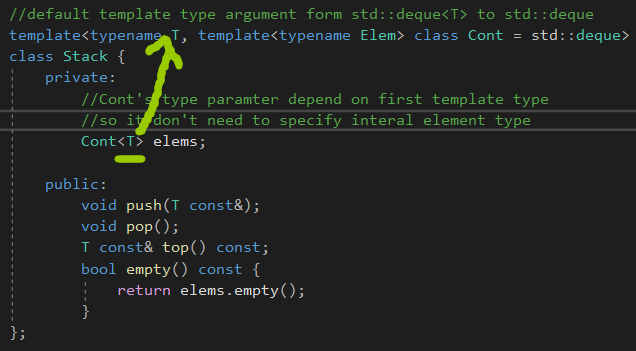 //default template type argument form std::deque<T> to std::deque
template<typename T, template<typename Elem> class Cont = std::deque>
class Stack {
private:
//Cont's type paramter depend on first template type
//so it don't need to specify interal element type
Cont<T> elems;
public:
void push(T const&);
void pop();
T const& top() const;
bool empty() const {
return elems.empty();
}
};